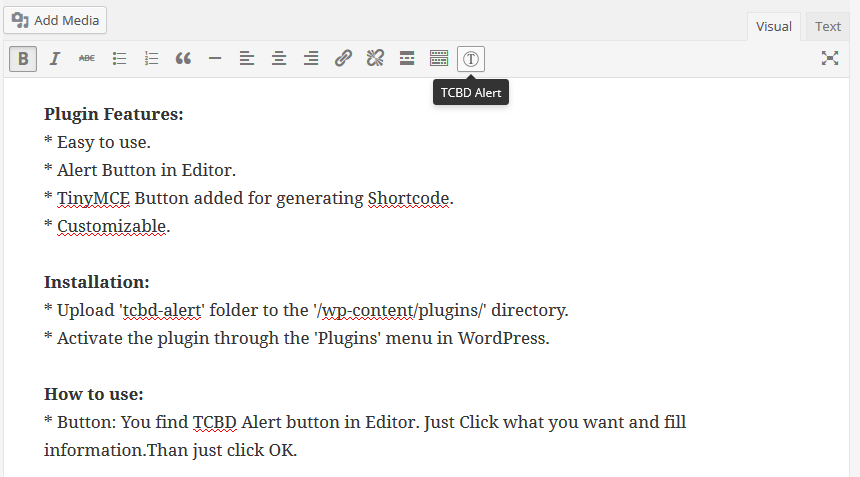 Add Media
Visual Text
B I ABC
TCBD Alert
Plugin Features:
* Easy to use.
* Alert Button in Editor.
* TinyMCE Button added for generating Shortcode.
* Customizable.
Installation:
* Upload 'tcbd-alert' folder to the '/wp-content/plugins/' directory.
* Activate the plugin through the 'Plugins' menu in WordPress.
How to use:
* Button: You find TCBD Alert button in Editor. Just Click what you want and fill
information.Than just click OK.